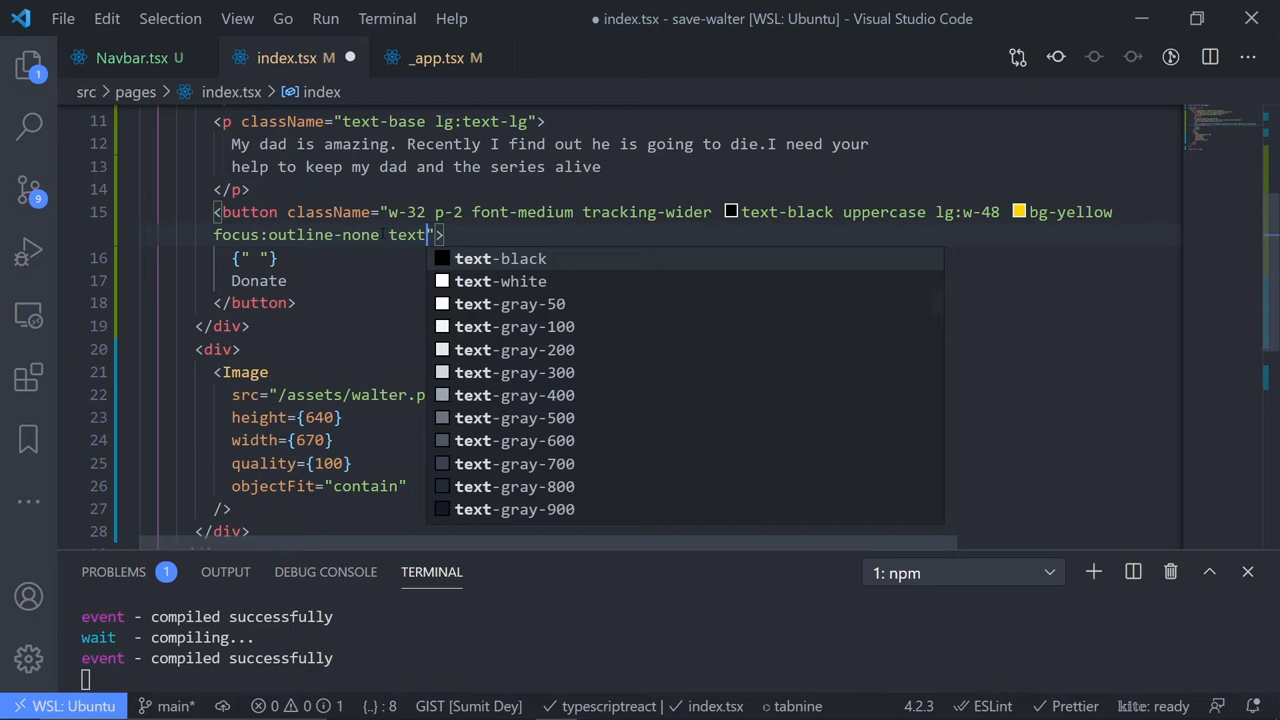 File Edit Selection View Go Run Terminal Help ● index.tsx - save-walter [WSL: Ubuntu] - Visual Studio Code
Navbar.tsx U index.tsx M ● _app.tsx M
src > pages > index.tsx > index
1
11 <p className="text-base lg:text-lg">
12 My dad is amazing. Recently I find out he is going to die.I need your
13 help to keep my dad and the series alive
14 </p>
9
15 <button className="w-32 p-2 font-medium tracking-wider text-black uppercase lg:w-48 bg-yellow
focus:outline-none text">
16 {" "}
text-black
17 Donate
text-white
18 </button>
text-gray-50
19 </div>
text-gray-100
20 <div>
text-gray-200
21 <Image
text-gray-300
22 src="/assets/walter.p
text-gray-400
23 height={640}
text-gray-500
24 width={670}
text-gray-600
25 quality={100}
text-gray-700
26 objectFit="contain"
text-gray-800
27 />
text-gray-900
28 </div>
PROBLEMS 1 OUTPUT DEBUG CONSOLE TERMINAL 1: npm
event - compiled successfully
wait - compiling...
event - compiled successfully
WSL: Ubuntu main* 0 0 1 {..} : 8 GIST [Sumit Dey] typescriptreact | index.tsx tabnine 4.2.3 ESLint Prettier kite: ready